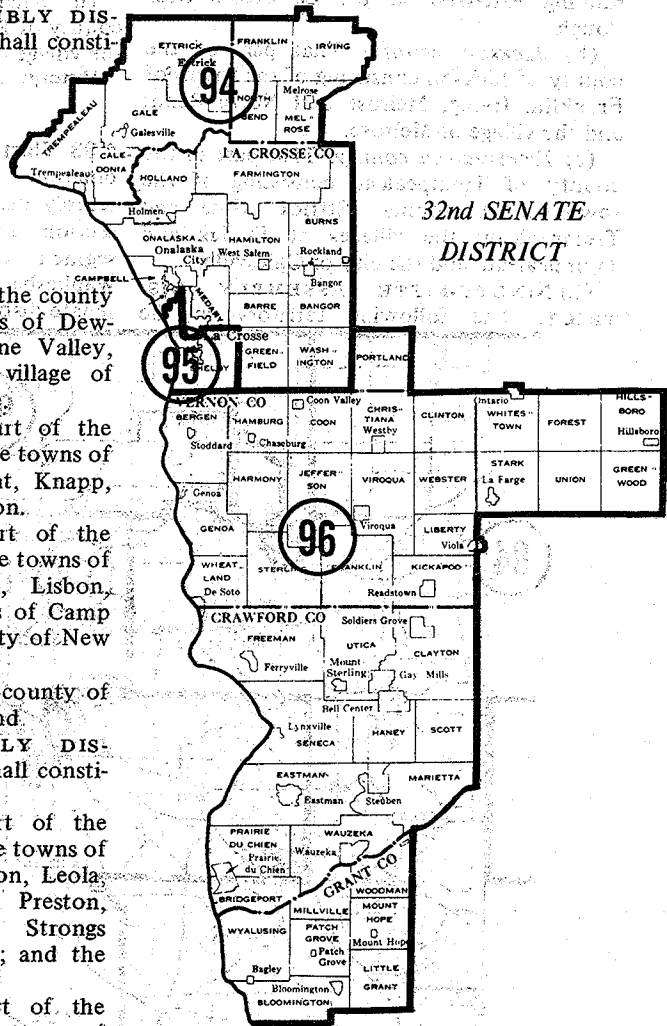 IBLY DIS-
hall consti-
the county
s of Dew-
ne Valley,
village of
rt of the
e towns of
nt, Knapp,
on.
rt of the
e towns of
, Lisbon,
s of Camp
ty of New
county of
nd
LY DIS-
hall consti-
rt of the
e towns of
on, Leola,
Preston,
Strongs
; and the
ct of the
32nd SENATE
DISTRICT
ETTRICK
FRANKLIN
IRVING
Ettrick
94
Melrose
NORTH
BEND
MEL-
ROSE
GALE
Galesville
TREMPEALEAU
Trempealeau
CALE-
DONIA
LA CROSSE CO
HOLLAND
FARMINGTON
Holmen
BURNS
ONALASKA
Onalaska
City
HAMILTON
West Salem
Rockland
Bangor
CAMPBELL
MEDARY
BARRE
BANGOR
La Crosse
95
SHELBY
GREEN-
FIELD
WASH-
INGTON
PORTLAND
VERNON CO
BERGEN
Stoddard
HAMBURG
Chaseburg
Coon Valley
COON
CHRIS-
TIANA
Westby
CLINTON
Ontario
WHITES-
TOWN
FOREST
HILLS-
BORO
Hillsboro
HARMONY
JEFFER-
SON
VIROQUA
WEBSTER
STARK
La Farge
UNION
GREEN-
WOOD
Genoa
GENOA
96
Viroqua
LIBERTY
Viola
WHEAT-
LAND
De Soto
STERLING
FRANKLIN
KICKAPOO
Readstown
CRAWFORD CO
Soldiers Grove
FREEMAN
Ferryville
UTICA
Mount
Sterling
CLAYTON
Gay Mills
Bell Center
Lynxville
SENECA
HANEY
SCOTT
EASTMAN
Eastman
Steuben
MARIETTA
PRAIRIE
DU CHIEN
Prairie
du Chien
WAUZEKA
Wauzeka
BRIDGEPORT
GRANT CO
WOODMAN
MILLVILLE
MOUNT
HOPE
Mount Hope
WYALUSING
PATCH
GROVE
Patch
Grove
LITTLE
GRANT
Bagley
Bloomington
BLOOMINGTON